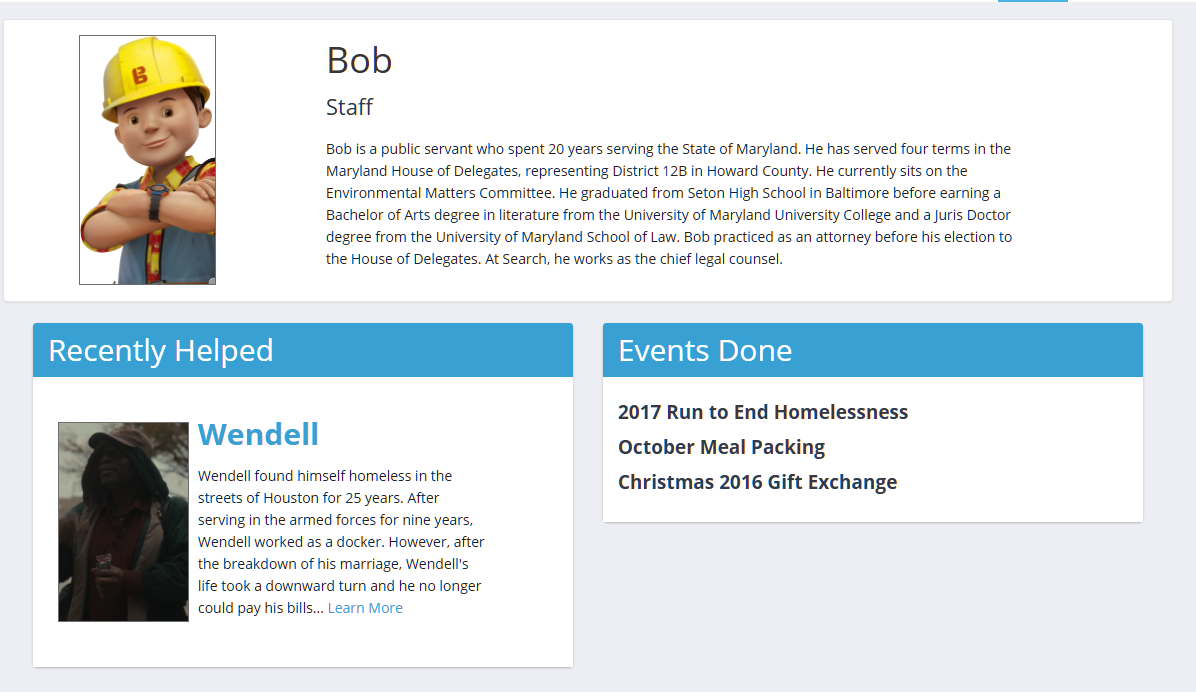 Bob
Staff
Bob is a public servant who spent 20 years serving the State of Maryland. He has served four terms in the
Maryland House of Delegates, representing District 12B in Howard County. He currently sits on the
Environmental Matters Committee. He graduated from Seton High School in Baltimore before earning a
Bachelor of Arts degree in literature from the University of Maryland University College and a Juris Doctor
degree from the University of Maryland School of Law. Bob practiced as an attorney before his election to
the House of Delegates. At Search, he works as the chief legal counsel.
Recently Helped
Wendell
Wendell found himself homeless in the
streets of Houston for 25 years. After
serving in the armed forces for nine years,
Wendell worked as a docker. However, after
the breakdown of his marriage, Wendell's
life took a downward turn and he no longer
could pay his bills... Learn More
Events Done
2017 Run to End Homelessness
October Meal Packing
Christmas 2016 Gift Exchange